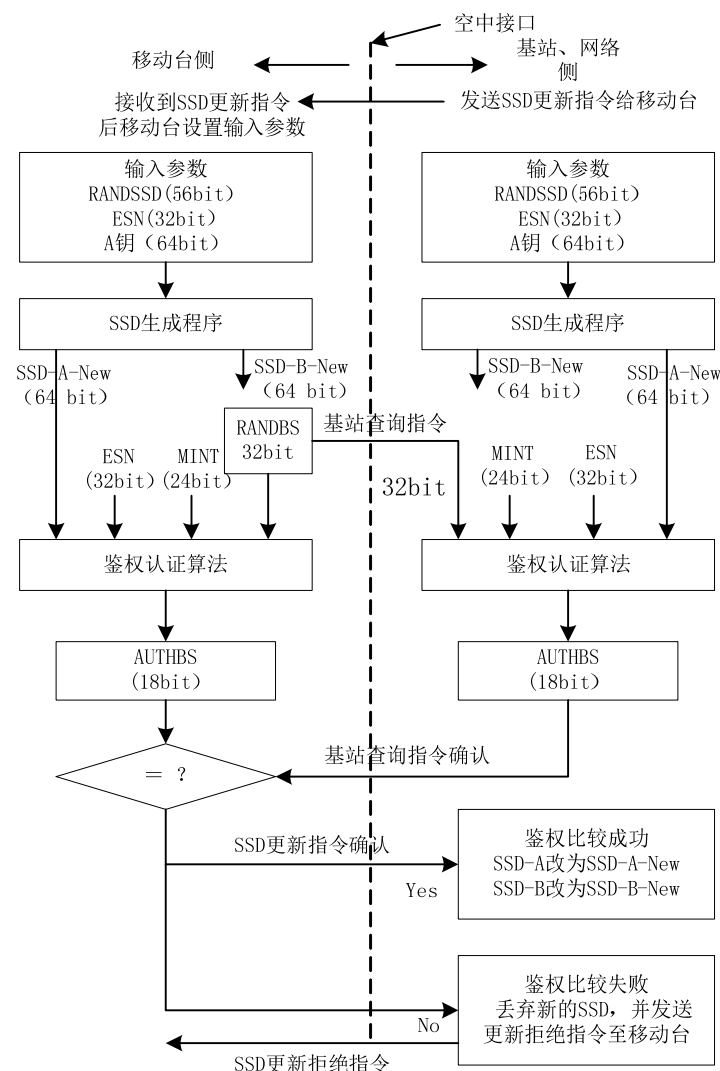 空中接口
移动台侧
基站、网络
侧
接收到SSD更新指令
后移动台设置输入参数
发送SSD更新指令给移动台
输入参数
RANDSSD(56bit)
ESN(32bit)
A钥（64bit)
输入参数
RANDSSD(56bit)
ESN(32bit)
A钥（64bit)
SSD生成程序
SSD生成程序
SSD-A-New
（64 bit)
SSD-B-New
（64 bit)
SSD-B-New
（64 bit)
SSD-A-New
（64 bit)
RANDBS
32bit
基站查询指令
32bit
ESN
(32bit)
MINT
(24bit)
MINT
(24bit)
ESN
(32bit)
鉴权认证算法
鉴权认证算法
AUTHBS
(18bit)
AUTHBS
(18bit)
基站查询指令确认
= ？
SSD更新指令确认
Yes
鉴权比较成功
SSD-A改为SSD-A-New
SSD-B改为SSD-B-New
No
鉴权比较失败
丢弃新的SSD，并发送
更新拒绝指令至移动台
SSD更新拒绝指令